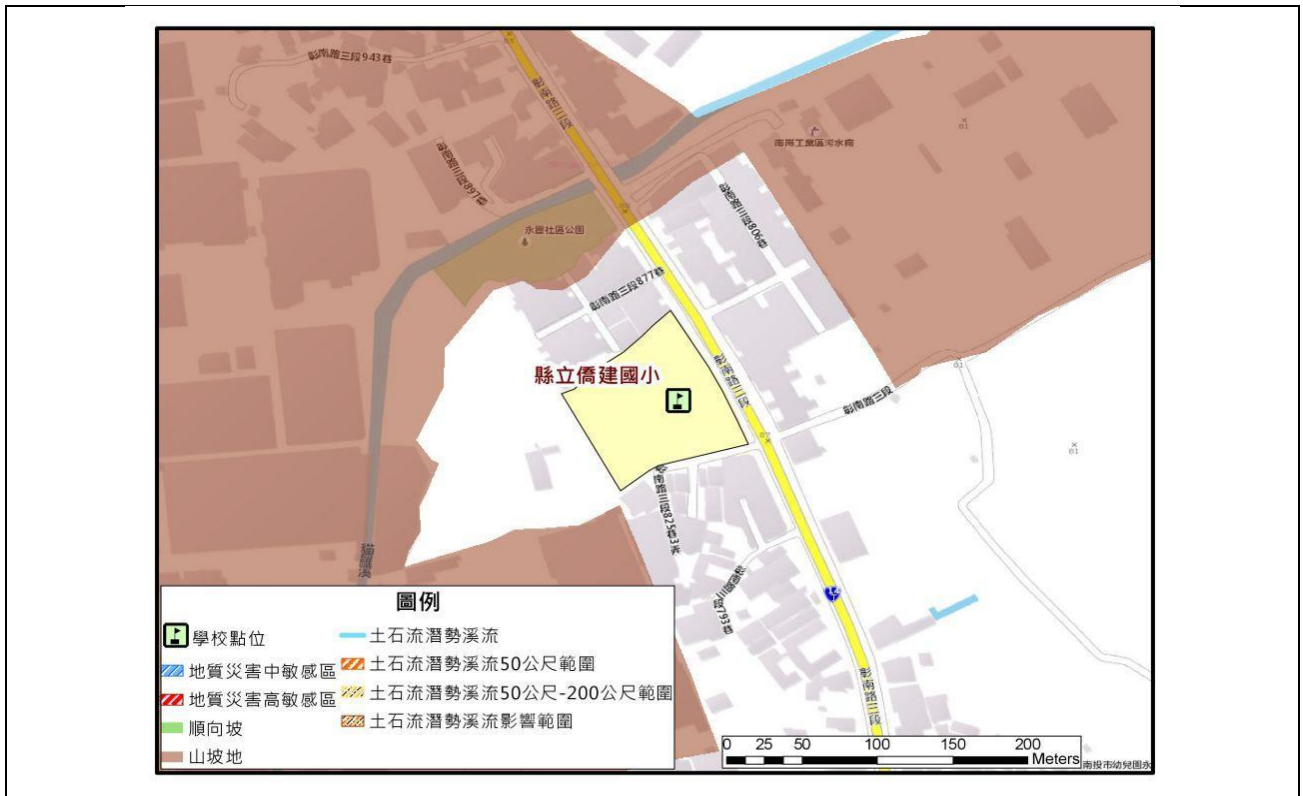 彰南路三段943巷
彰南路三段
南崗工業區污水廠
81
彰南路三段897巷
彰南路三段806巷
永豐社區公園
彰南路三段877巷
縣立僑建國小
彰南路三段
81
彰南路三段
81
彰南路三段825巷3弄
貓羅溪
彰南路三段793巷
彰南路三段
圖例
學校點位
地質災害中敏感區
地質災害高敏感區
順向坡
山坡地
土石流潛勢溪流
土石流潛勢溪流50公尺範圍
土石流潛勢溪流50公尺-200公尺範圍
土石流潛勢溪流影響範圍
0 25 50 100 150 200
Meters
南投市幼兒園永